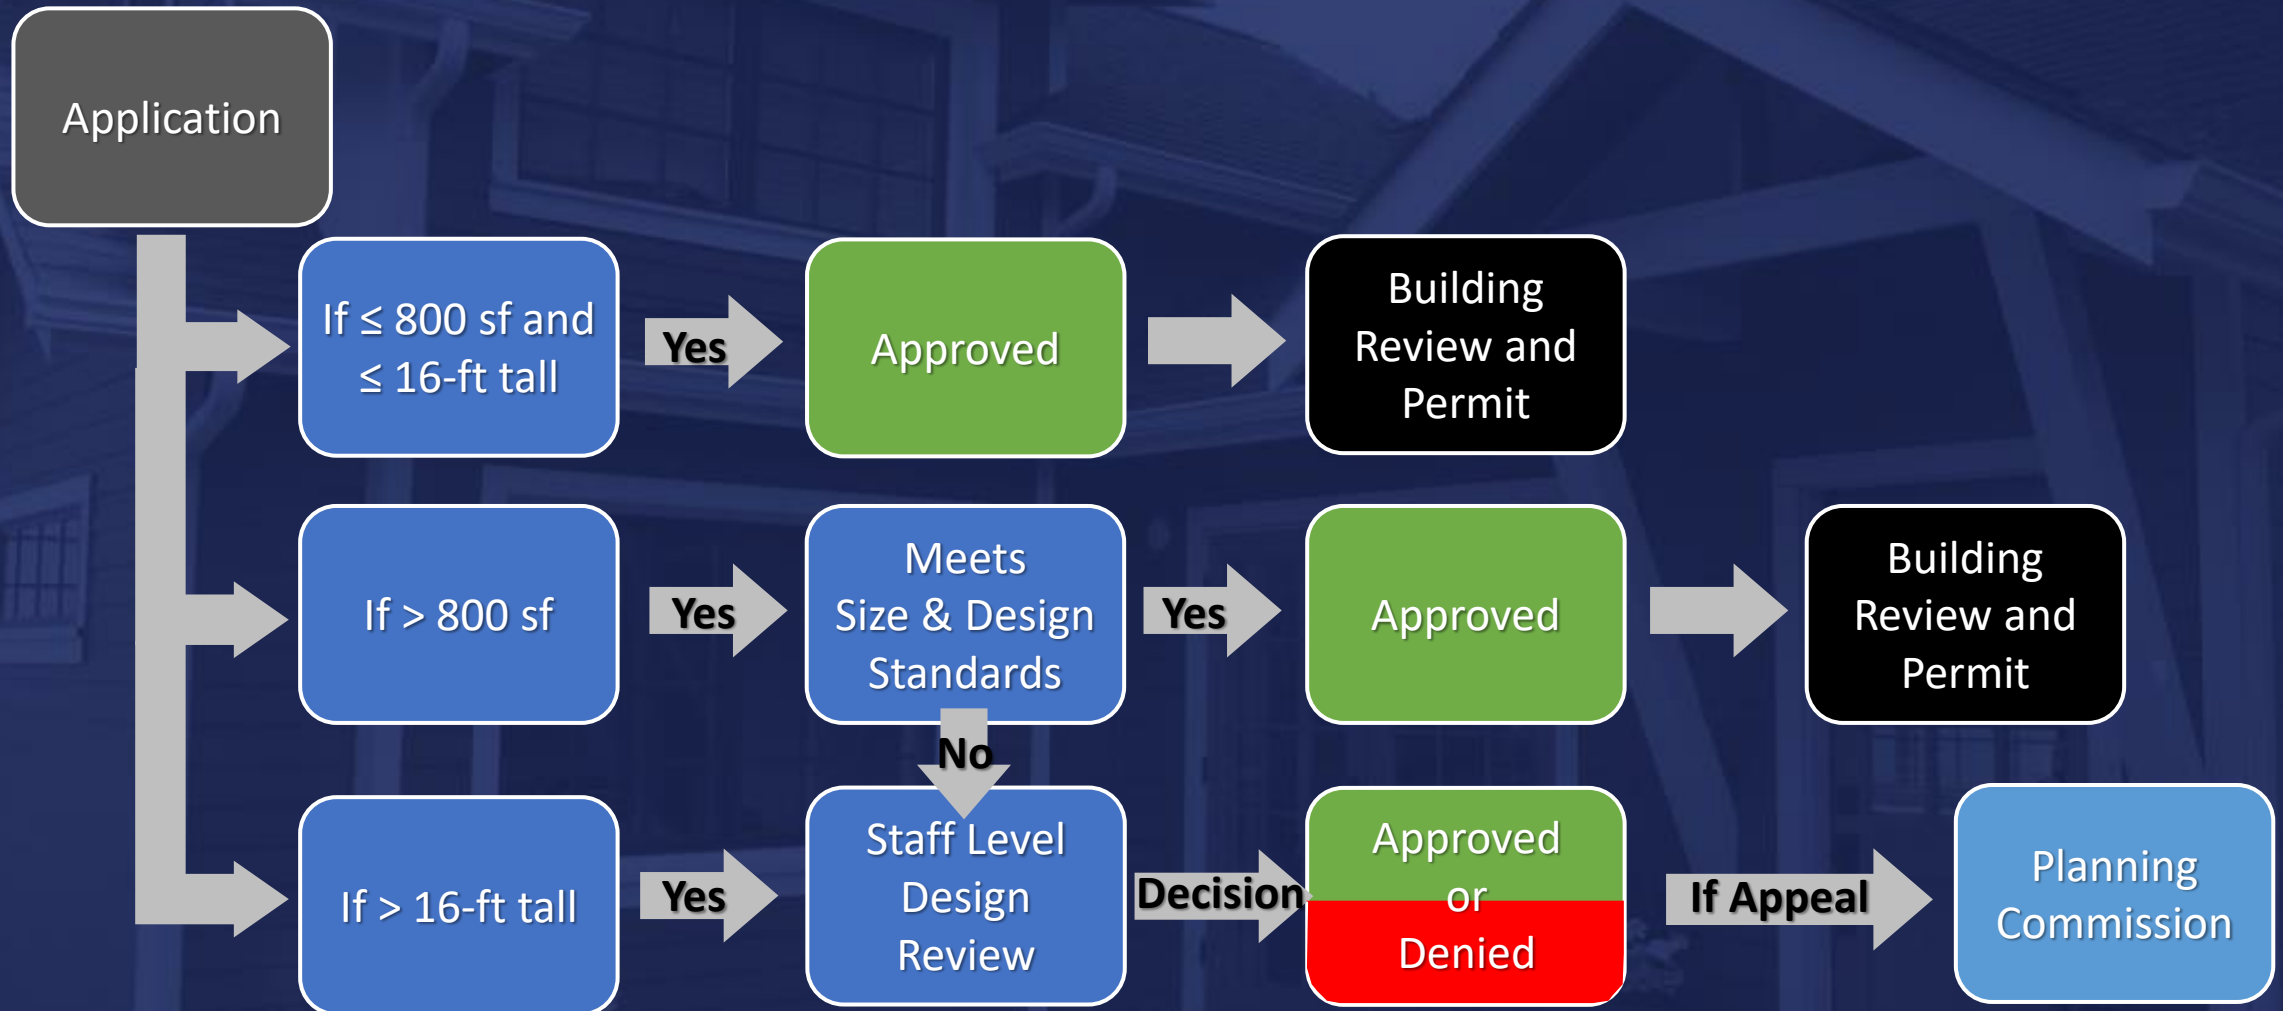 Application
If ≤ 800 sf and
≤ 16-ft tall
Yes
Approved
Building
Review and
Permit
If > 800 sf
Yes
Meets
Size & Design
Standards
Yes
Approved
Building
Review and
Permit
No
If > 16-ft tall
Yes
Staff Level
Design
Review
Decision
Approved
or
Denied
If Appeal
Planning
Commission